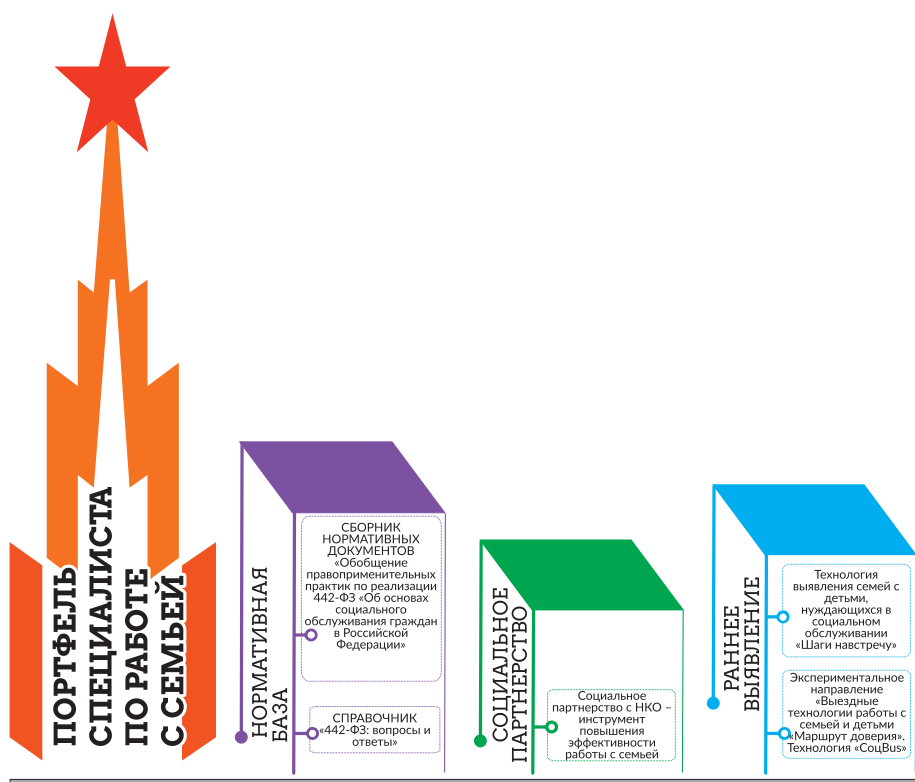 ПОРТФЕЛЬ
СПЕЦИАЛИСТА
ПО РАБОТЕ
С СЕМЬЕЙ
НОРМАТИВНАЯ
БАЗА
СБОРНИК
НОРМАТИВНЫХ
ДОКУМЕНТОВ
«Обобщение
правоприменительных
практик по реализации
442-ФЗ «Об основах
социального
обслуживания граждан
в Российской
Федерации»
СПРАВОЧНИК
«442-ФЗ: вопросы и
ответы»
СОЦИАЛЬНОЕ
ПАРТНЕРСТВО
Социальное
партнерство с НКО –
инструмент
повышения
эффективности
работы с семьей
РАННЕЕ
ВЫЯВЛЕНИЕ
Технология
выявления семей с
детьми,
нуждающихся в
социальном
обслуживании
«Шаги навстречу»
Экспериментальное
направление
«Выездные
технологии работы с
семьей и детьми
«Маршрут доверия».
Технология «СоцBus»